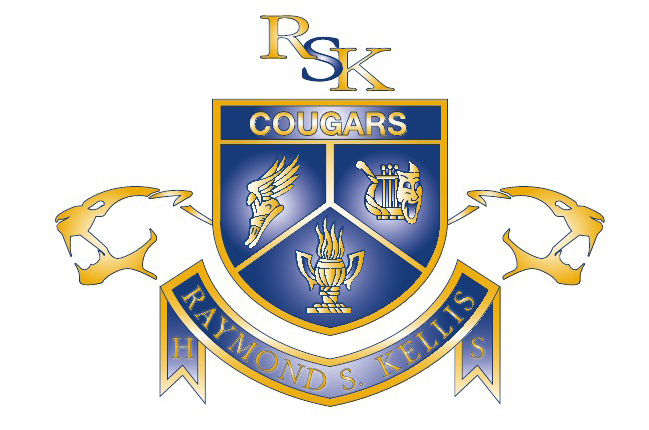 RSK
COUGARS
RAYMOND S. KELLIS
H S